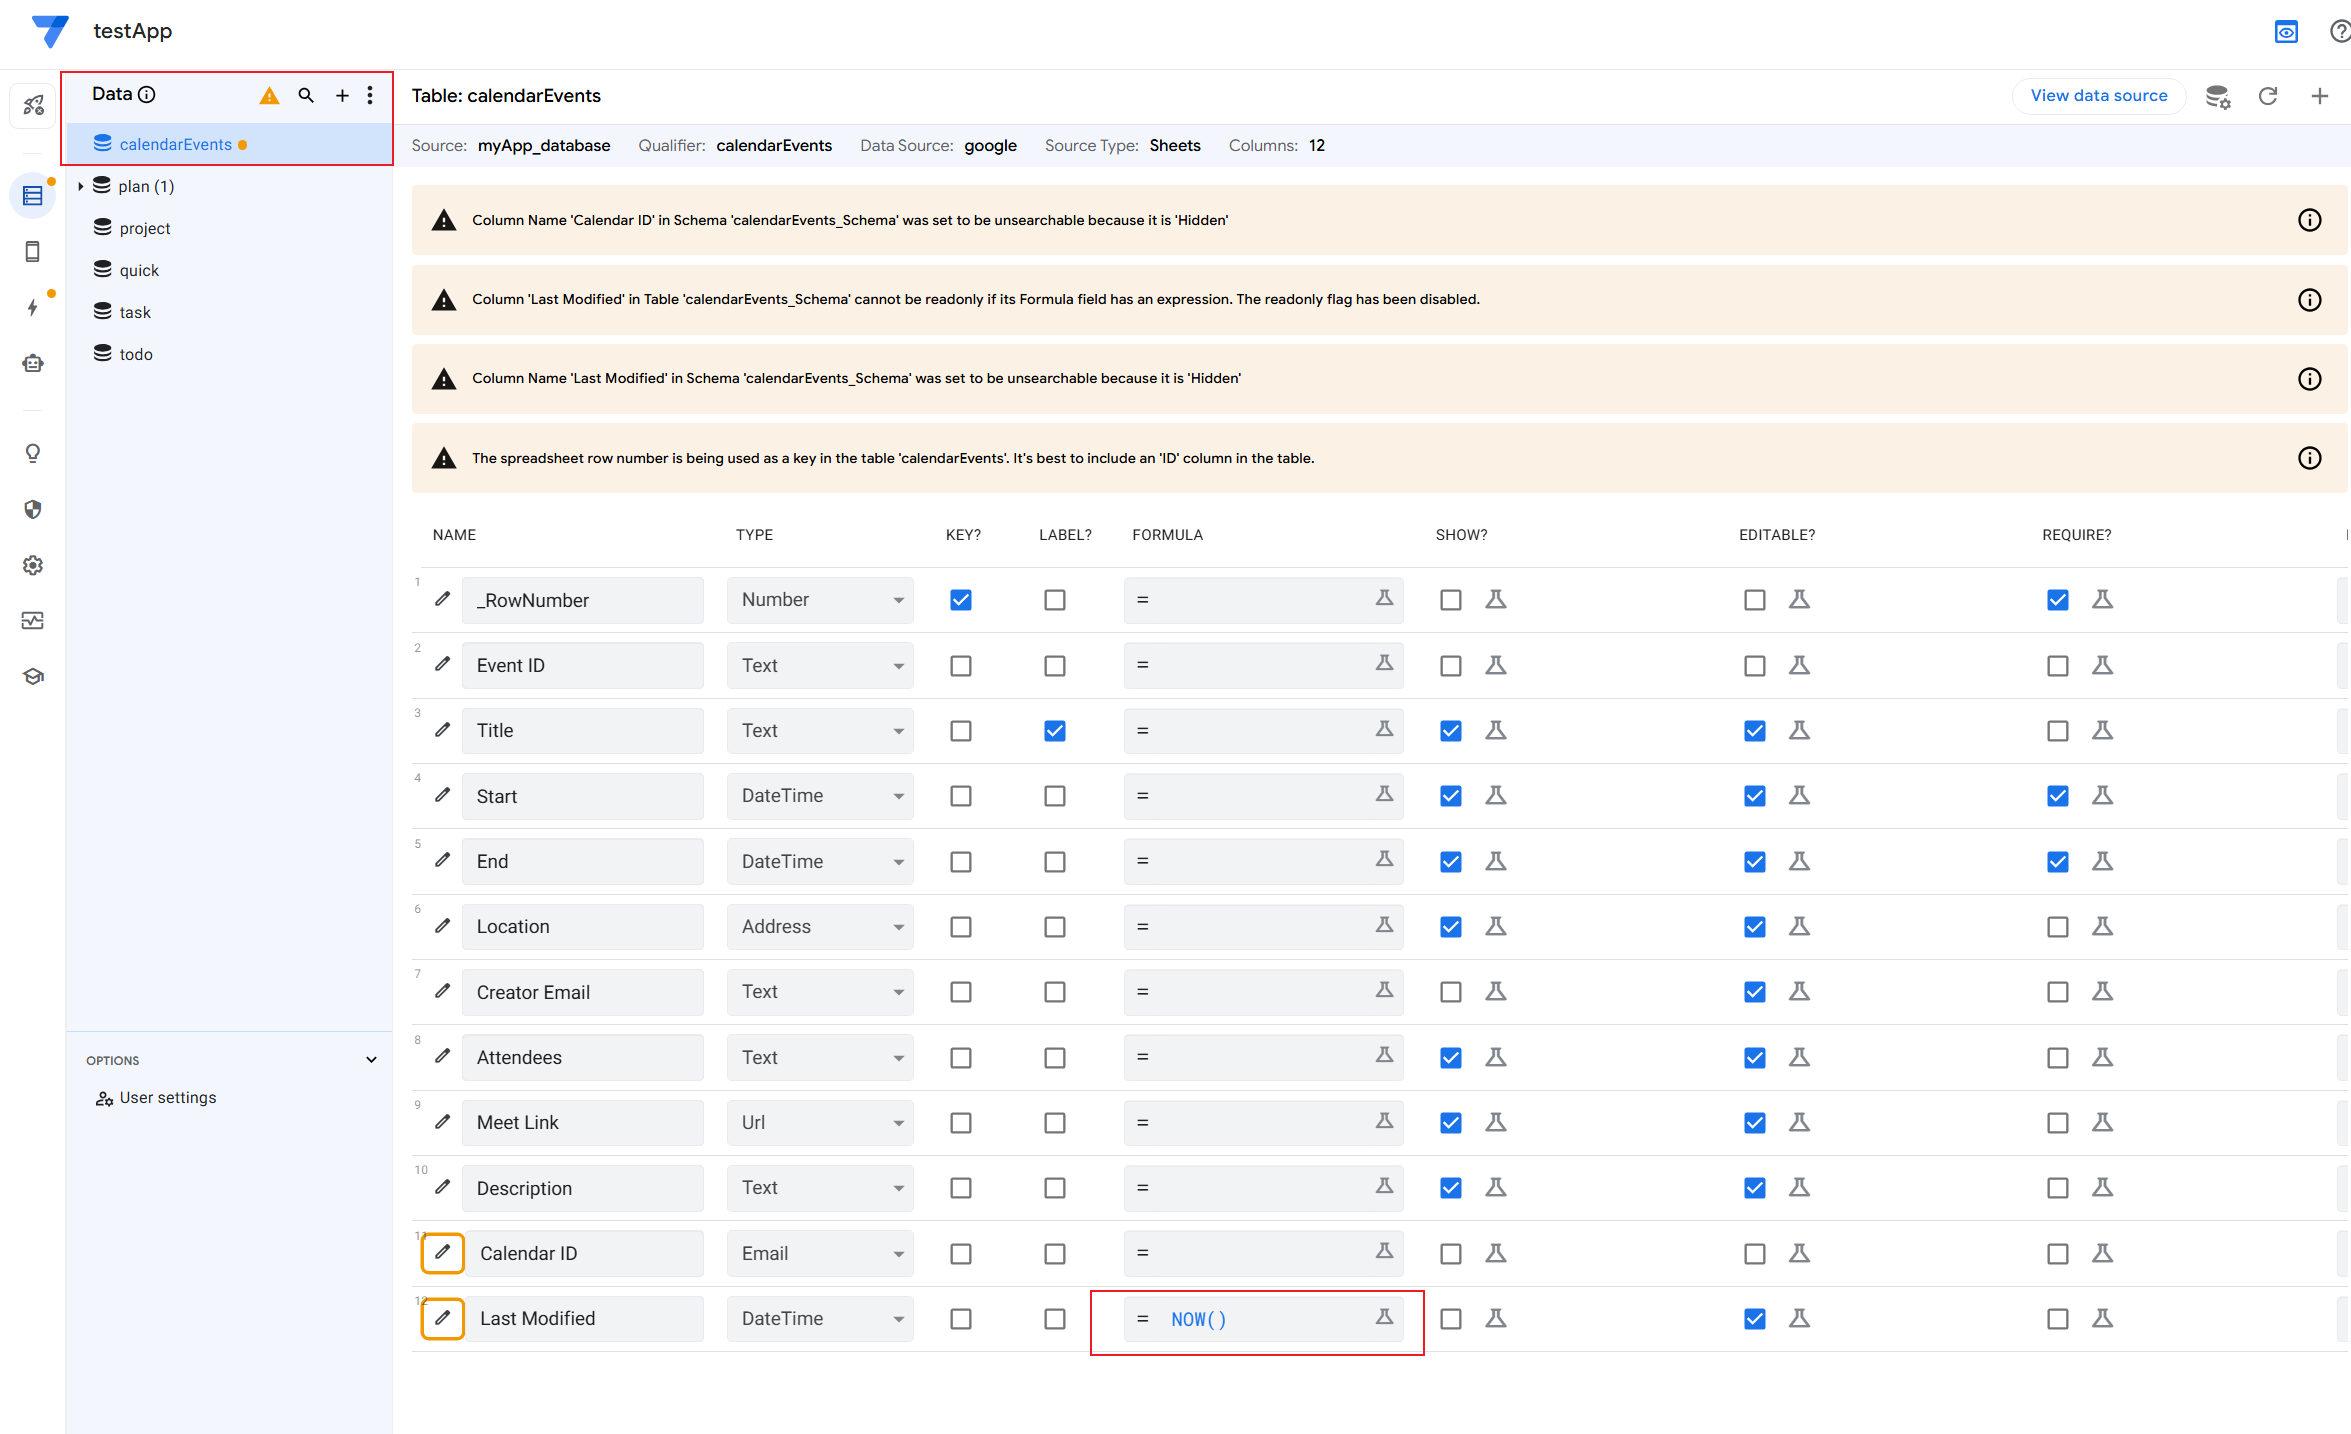 testApp
Data
calendarEvents
plan (1)
project
quick
task
todo
OPTIONS
User settings
Table: calendarEvents
View data source
Source: myApp_database Qualifier: calendarEvents Data Source: google Source Type: Sheets Columns: 12
Column Name 'Calendar ID' in Schema 'calendarEvents_Schema' was set to be unsearchable because it is 'Hidden'
Column 'Last Modified' in Table 'calendarEvents_Schema' cannot be readonly if its Formula field has an expression. The readonly flag has been disabled.
Column Name 'Last Modified' in Schema 'calendarEvents_Schema' was set to be unsearchable because it is 'Hidden'
The spreadsheet row number is being used as a key in the table 'calendarEvents'. It's best to include an 'ID' column in the table.
NAME TYPE KEY? LABEL? FORMULA SHOW? EDITABLE? REQUIRE?
1 _RowNumber Number =
2 Event ID Text =
3 Title Text =
4 Start DateTime =
5 End DateTime =
6 Location Address =
7 Creator Email Text =
8 Attendees Text =
9 Meet Link Url =
10 Description Text =
11 Calendar ID Email =
12 Last Modified DateTime = NOW()